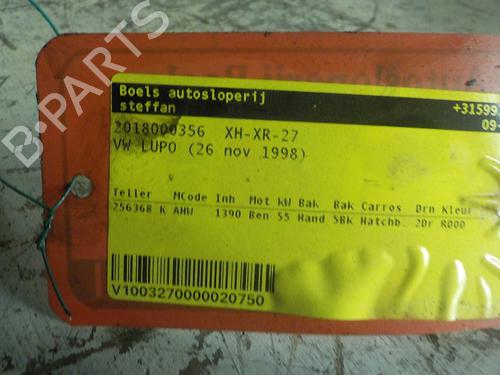 Boels autosloperij
steffan
+31599
09
2018000356 XH-XR-27
VW LUPO (26 nov 1998)
Teller MCode Inh Mot kW Bak Bak Carros Drn Kleur
256368 K AHW 1390 Ben 55 Hand 5BK Hatchb. 2Dr ROOD
V1003270000020750
B-PARTS